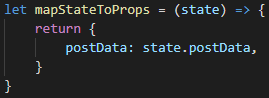 let mapStateToProps = (state) => {
    return {
        postData: state.postData,
    }
}